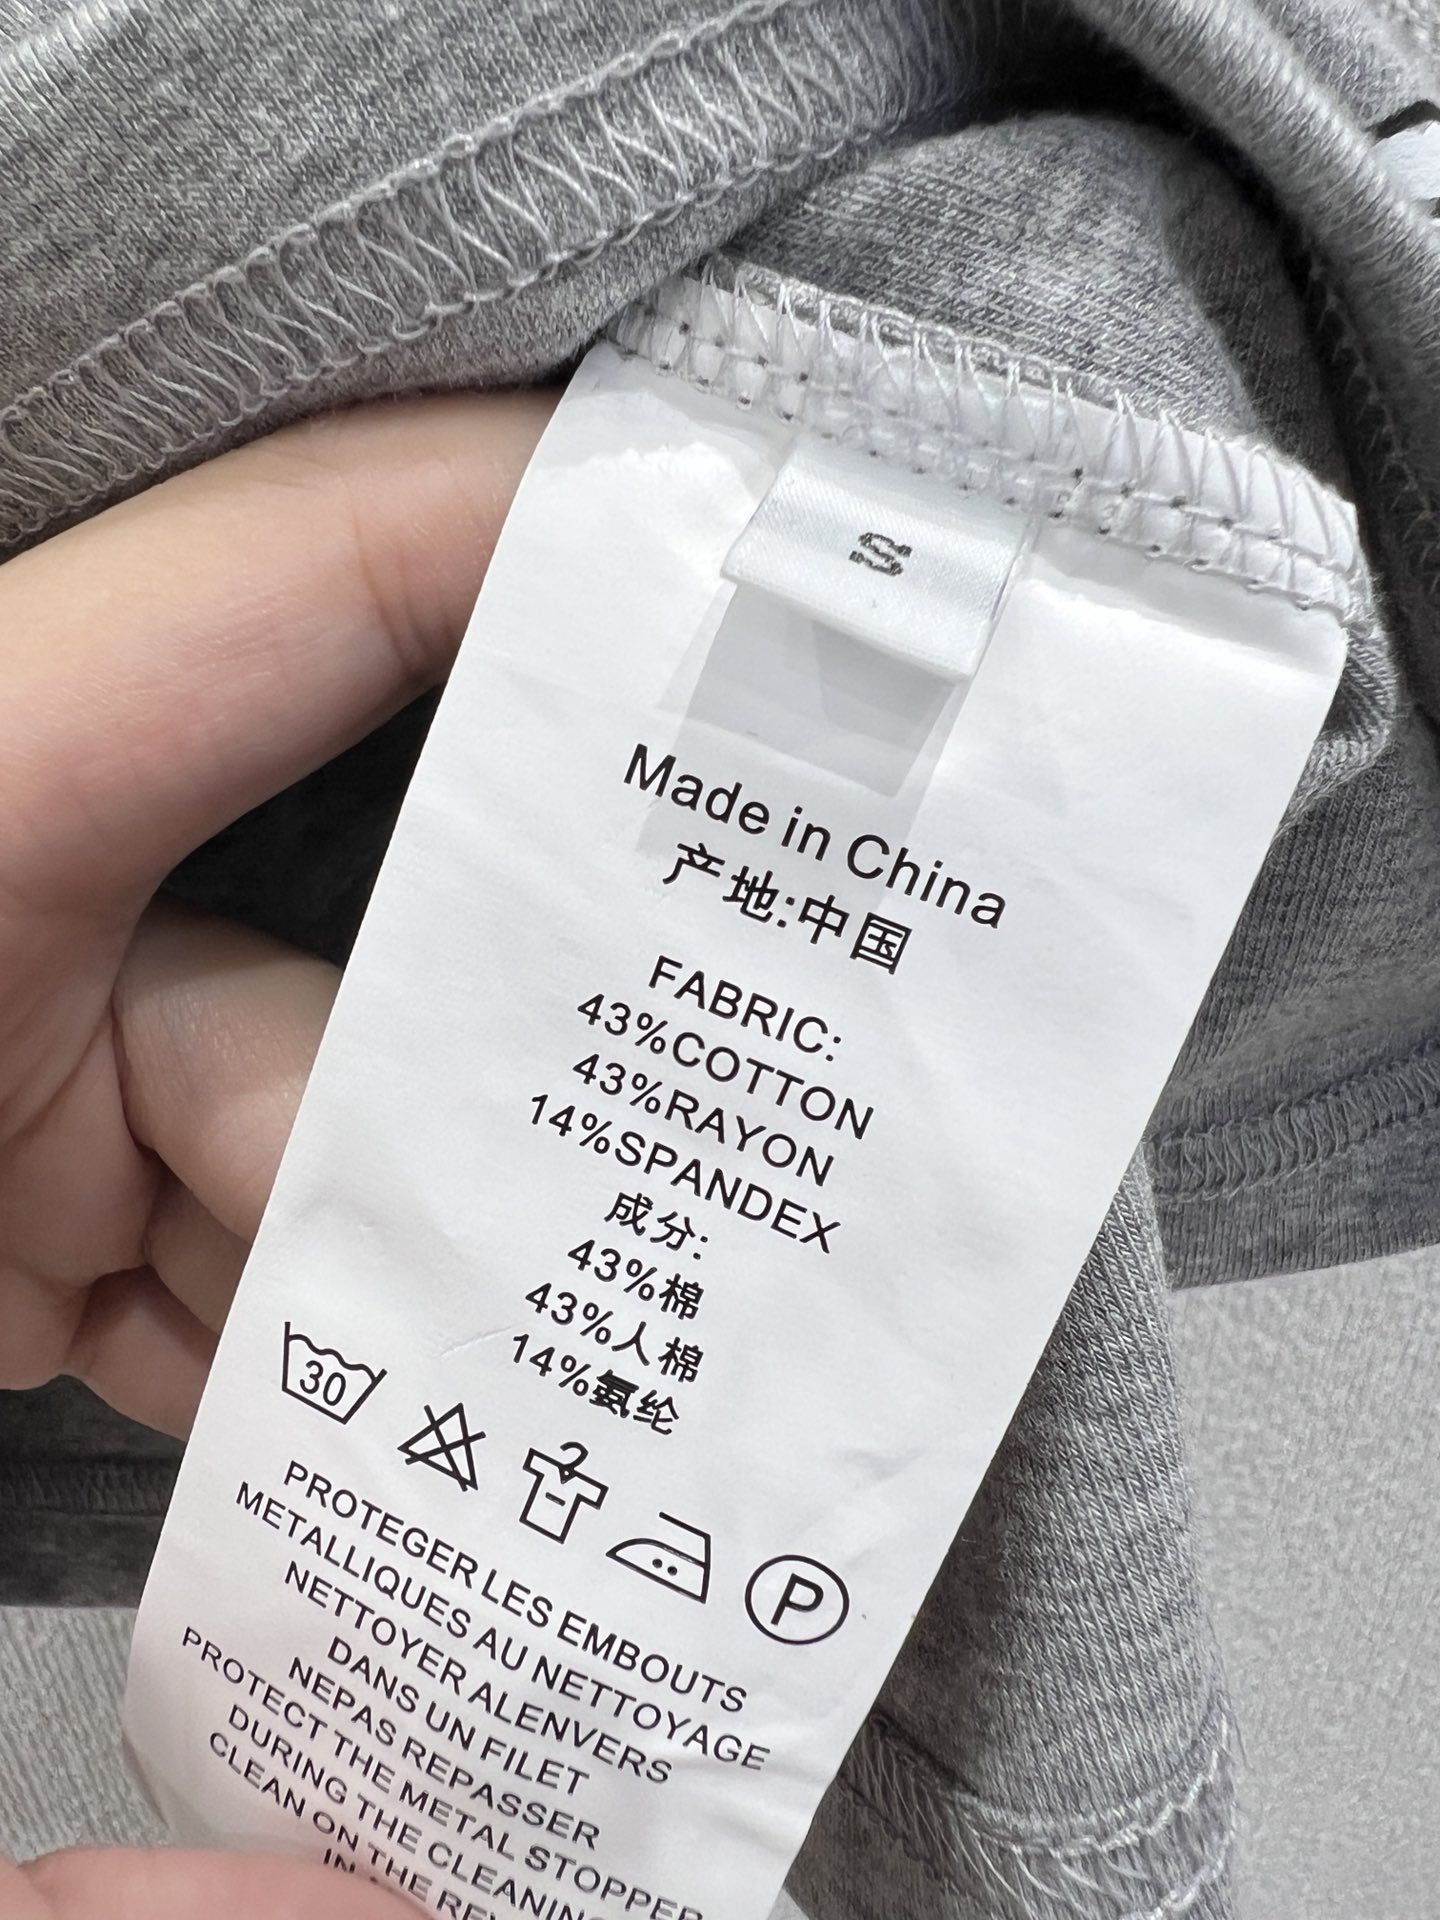 S
Made in China
产地:中国
FABRIC:
43%COTTON
43%RAYON
14%SPANDEX
成分:
43%棉
43%人棉
14%氨纶
30
P
PROTEGER LES EMBOUTS
METALLIQUES AU NETTOYAGE
NETTOYER ALENVERS
DANS UN FILET
NEPAS REPASSER
PROTECT THE METAL STOPPER
DURING THE CLEANING
CLEAN ON THE
IN